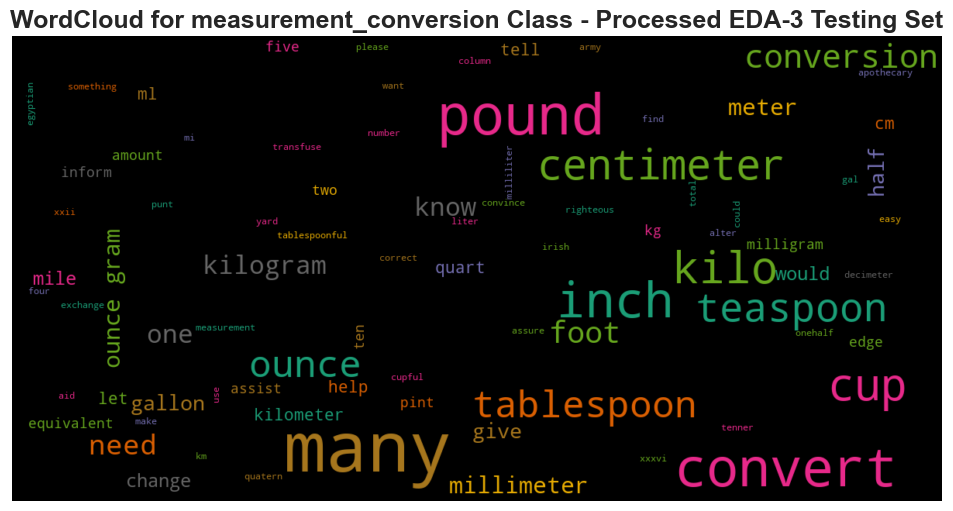 WordCloud for measurement_conversion Class - Processed EDA-3 Testing Set
five
please
tell
army
conversion
column
apothecary
something
want
egyptian
ml
pound
meter
number
find
cm
mi
transfuse
milliliter
centimeter
half
amount
inform
two
total
gal
xxii
punt
know
convince
righteous
could
easy
yard
liter
kg
alter
tablespoonful
irish
milligram
ounce gram
kilogram
correct
quart
kilo
would
decimeter
mile
four
exchange
inch
teaspoon
one
measurement
ten
assure
foot
onehalf
edge
ounce
cupful
cup
aid
let
use
assist
help
gallon
pint
tablespoon
equivalent
make
kilometer
give
tenner
need
km
many
xxxvi
convert
change
quatern
millimeter